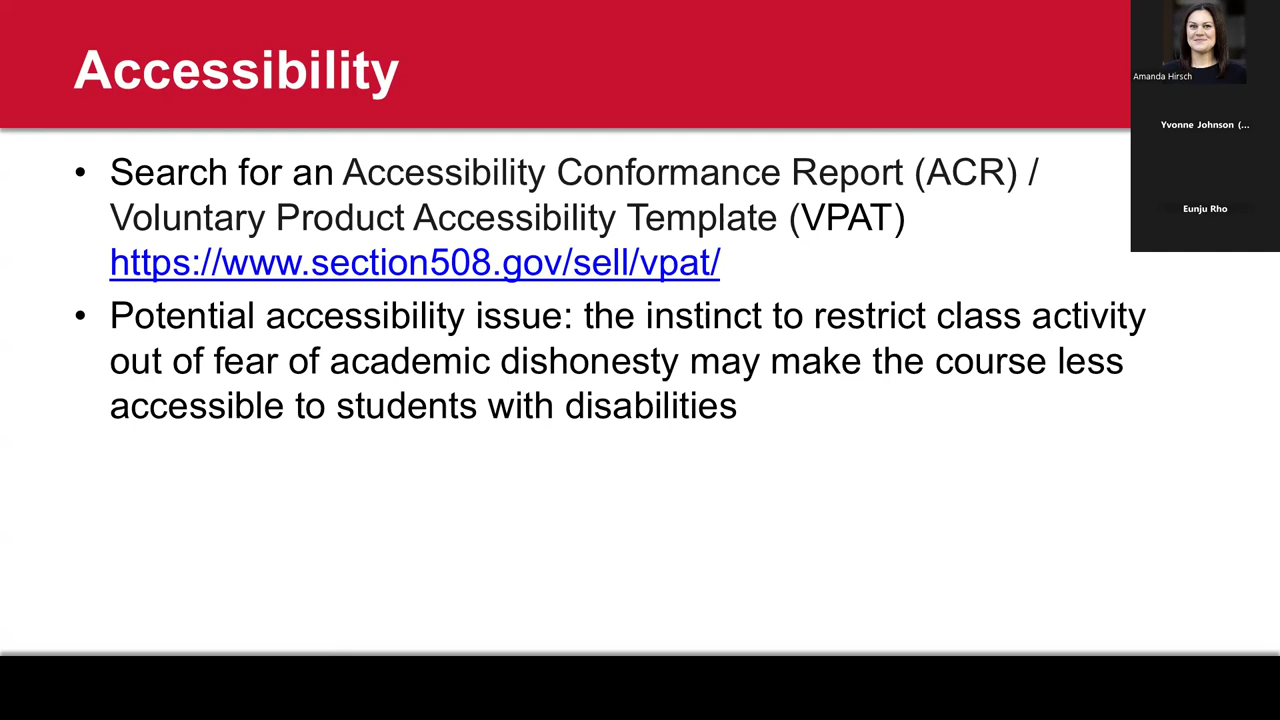 Accessibility
• Search for an Accessibility Conformance Report (ACR) /
Voluntary Product Accessibility Template (VPAT)
https://www.section508.gov/sell/vpat/
• Potential accessibility issue: the instinct to restrict class activity
out of fear of academic dishonesty may make the course less
accessible to students with disabilities
Amanda Hirsch
Yvonne Johnson (...
Eunju Rho